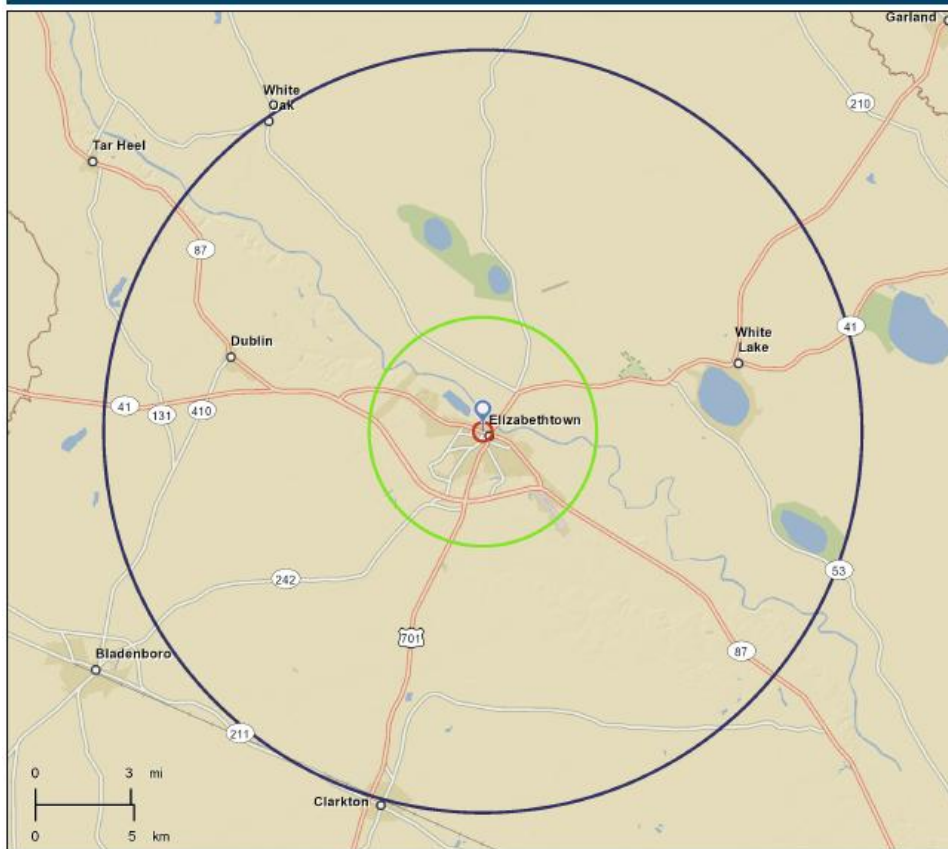 Garland
White
Oak
210
Tar Heel
87
41
White
Lake
Dublin
41
131
410
Elizabethtown
242
53
701
87
Bladenboro
211
0 3 mi
Clarkton
0 5 km